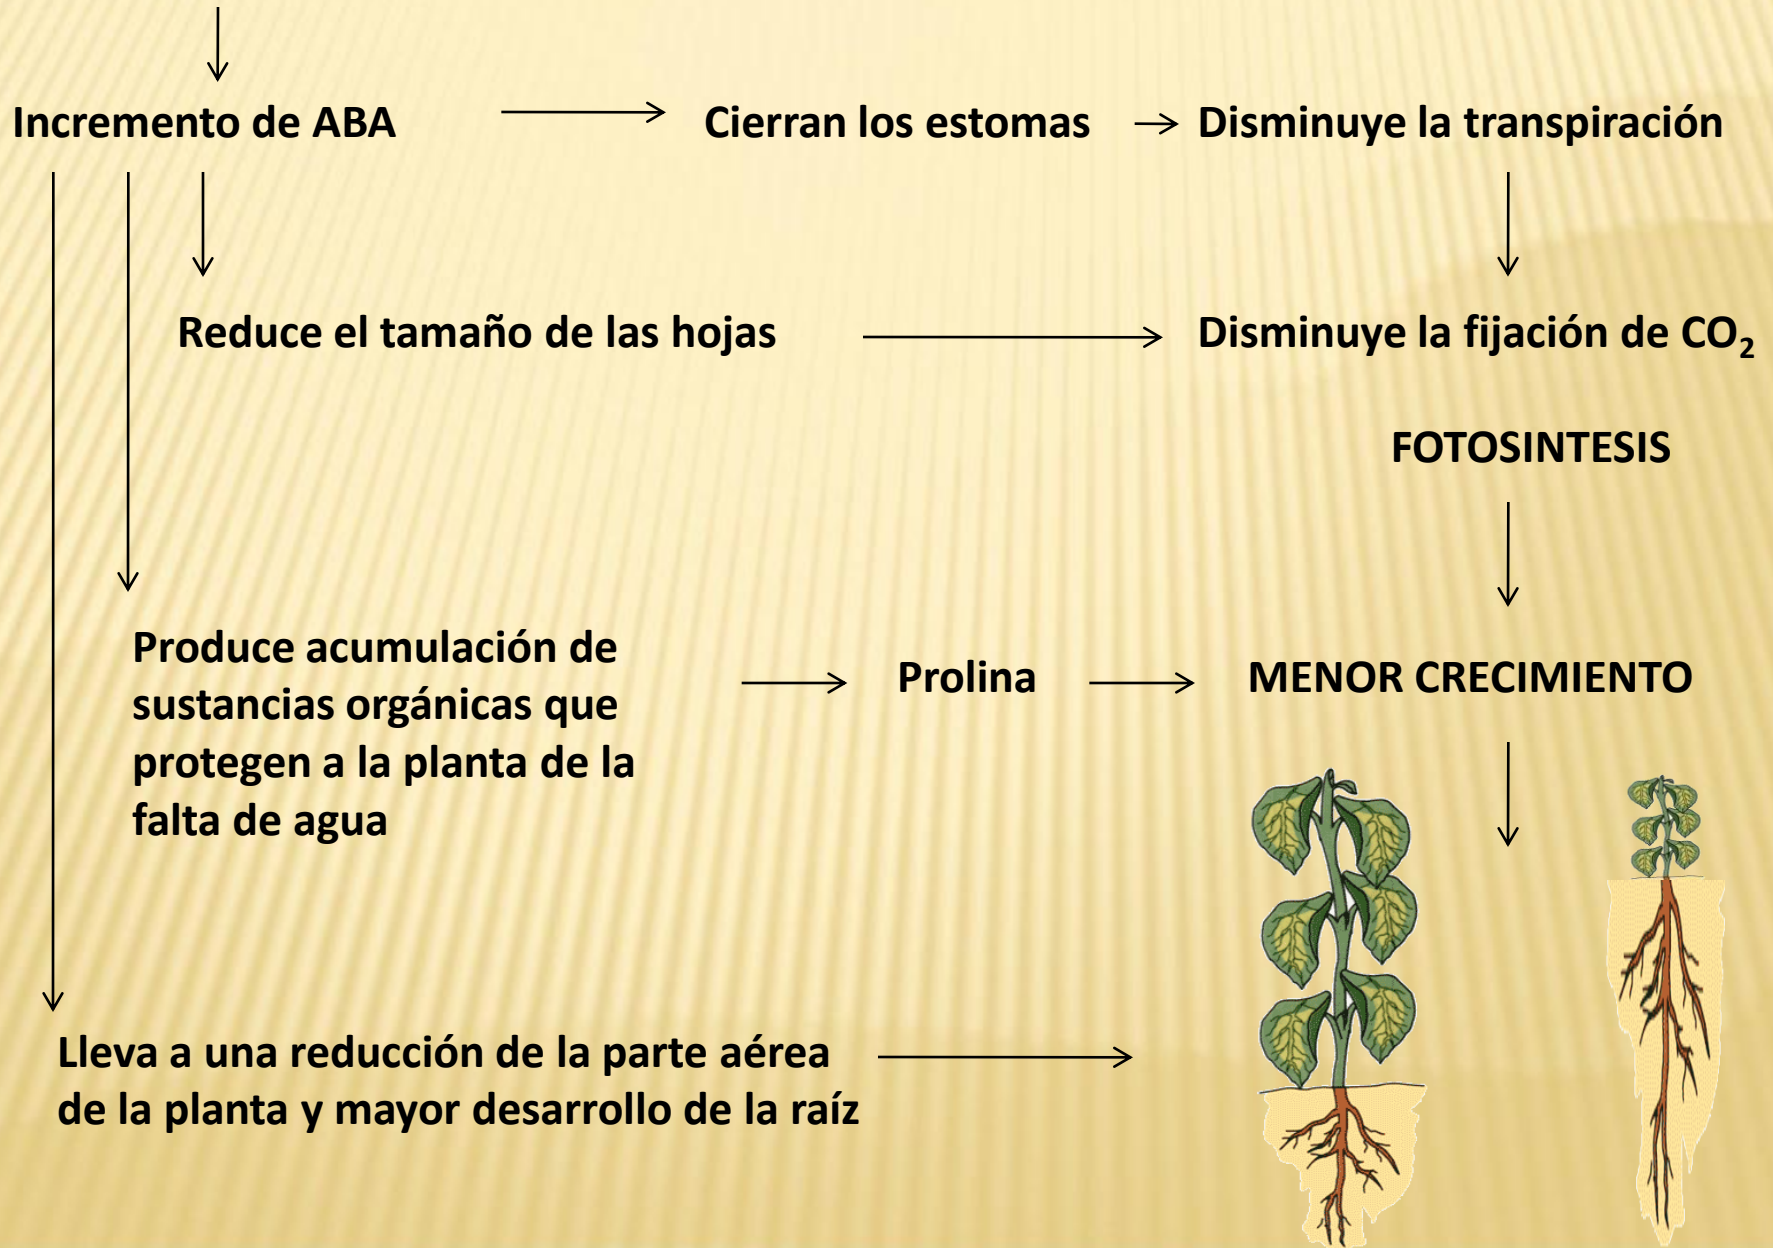 Incremento de ABA
Cierran los estomas
Disminuye la transpiración
Reduce el tamaño de las hojas
Disminuye la fijación de CO₂
FOTOSINTESIS
Produce acumulación de
sustancias orgánicas que
protegen a la planta de la
falta de agua
Prolina
MENOR CRECIMIENTO
Lleva a una reducción de la parte aérea
de la planta y mayor desarrollo de la raíz